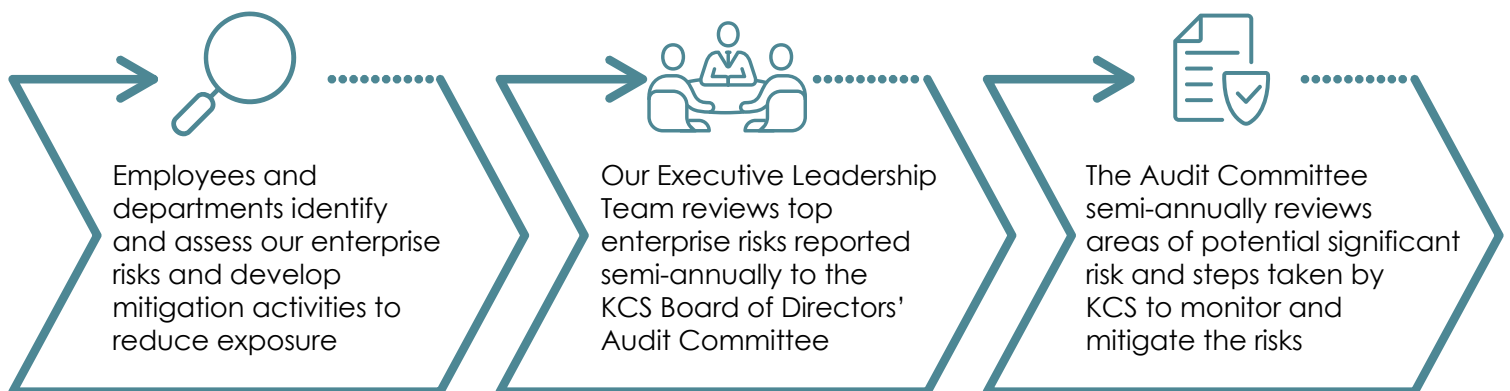 Employees and
departments identify
and assess our enterprise
risks and develop
mitigation activities to
reduce exposure
Our Executive Leadership
Team reviews top
enterprise risks reported
semi-annually to the
KCS Board of Directors’
Audit Committee
The Audit Committee
semi-annually reviews
areas of potential significant
risk and steps taken by
KCS to monitor and
mitigate the risks